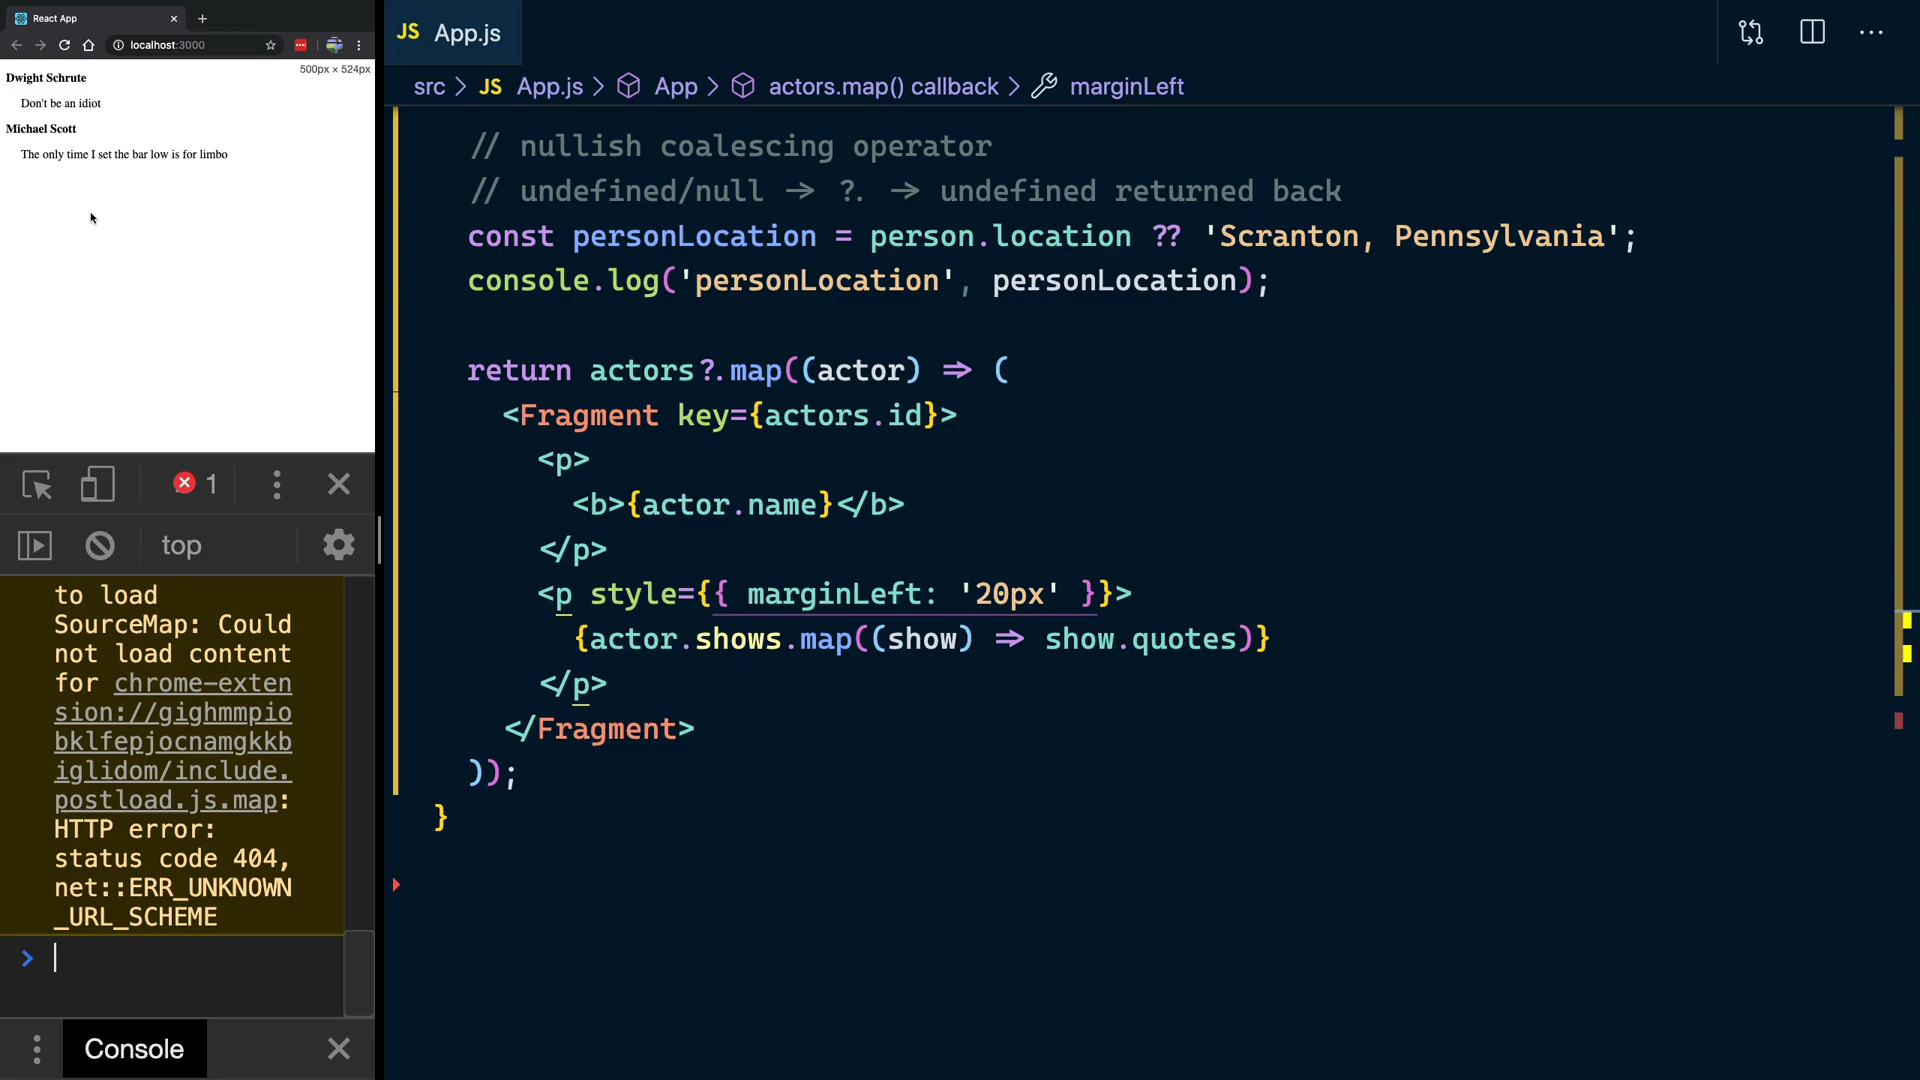 React App
localhost:3000
500px × 524px
Dwight Schrute
Don't be an idiot
Michael Scott
The only time I set the bar low is for limbo
1
top
to load
SourceMap: Could
not load content
for chrome-exten
sion://gighmmpio
bklfepjocnamgkkb
iglidom/include.
postload.js.map:
HTTP error:
status code 404,
net::ERR_UNKNOWN
_URL_SCHEME
Console
JS App.js
src > JS App.js > App > actors.map() callback > marginLeft
// nullish coalescing operator
// undefined/null -> ?. -> undefined returned back
const personLocation = person.location ?? 'Scranton, Pennsylvania';
console.log('personLocation', personLocation);
return actors?.map((actor) => (
<Fragment key={actors.id}>
<p>
<b>{actor.name}</b>
</p>
<p style={{ marginLeft: '20px' }}>
{actor.shows.map((show) => show.quotes)}
</p>
</Fragment>
));
}